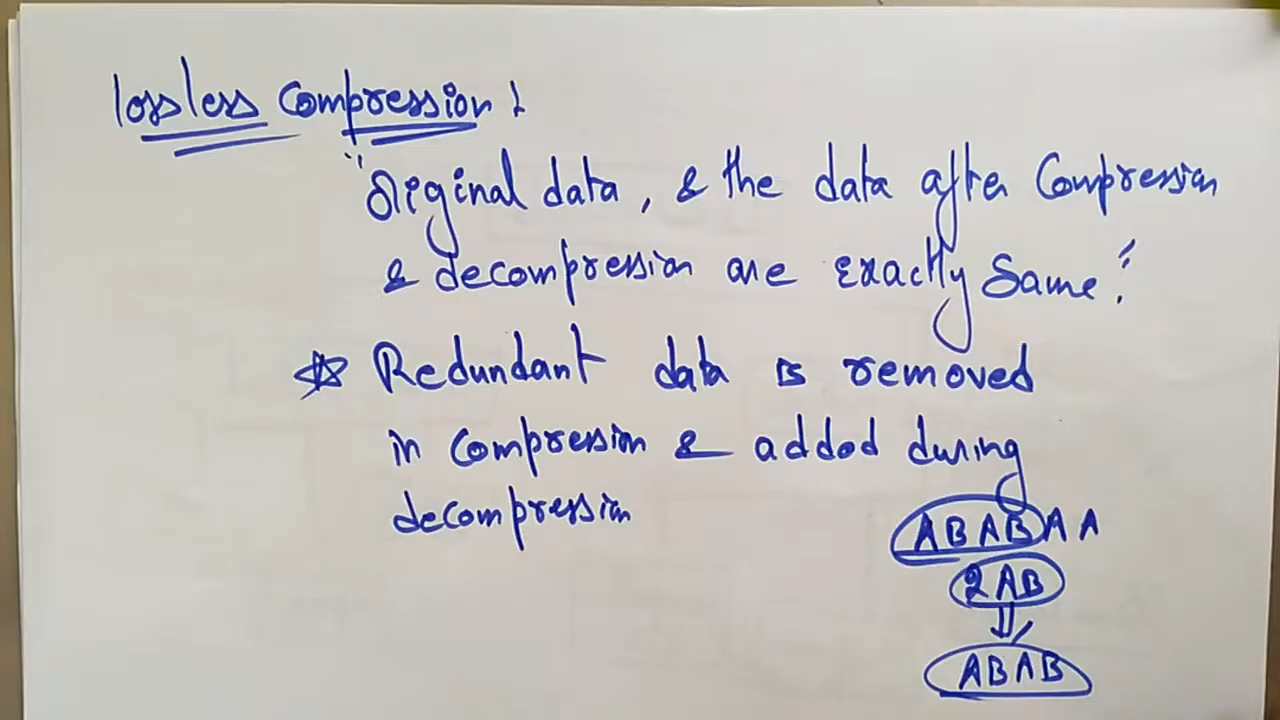 lossless Compression :
"Original data, & the data after Compression
& decompression are Exactly Same."
☆ Redundant data is removed
in Compression & added during
decompression
ABABAA
2AB
⇓
ABAB